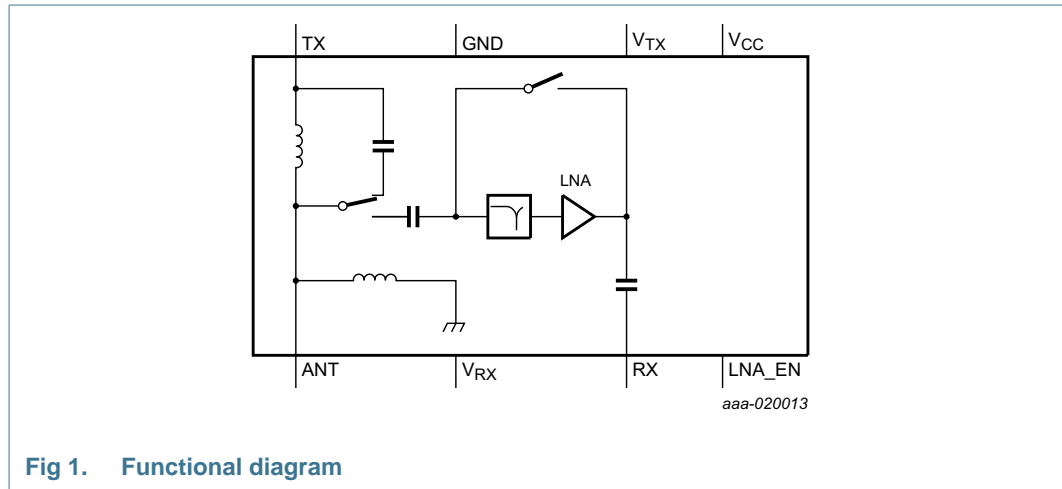 TX GND VTX VCC
LNA
ANT VRX RX LNA_EN
aaa-020013
Fig 1. Functional diagram